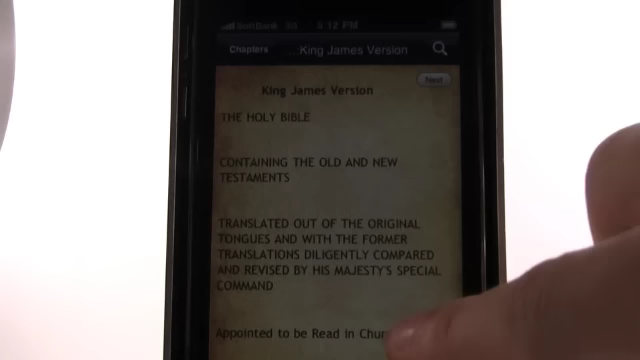 SoftBank 3G 5:12 PM
Chapters ...:King James Version
Next
King James Version
THE HOLY BIBLE
CONTAINING THE OLD AND NEW
TESTAMENTS
TRANSLATED OUT OF THE ORIGINAL
TONGUES AND WITH THE FORMER
TRANSLATIONS DILIGENTLY COMPARED
AND REVISED BY HIS MAJESTY'S SPECIAL
COMMAND
Appointed to be Read in